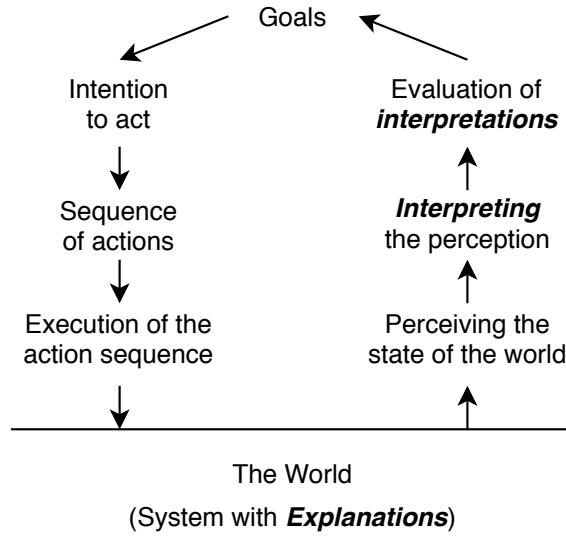 Goals
Intention
to act
Sequence
of actions
Execution of the
action sequence
Evaluation of
interpretations
Interpreting
the perception
Perceiving the
state of the world
The World
(System with Explanations)